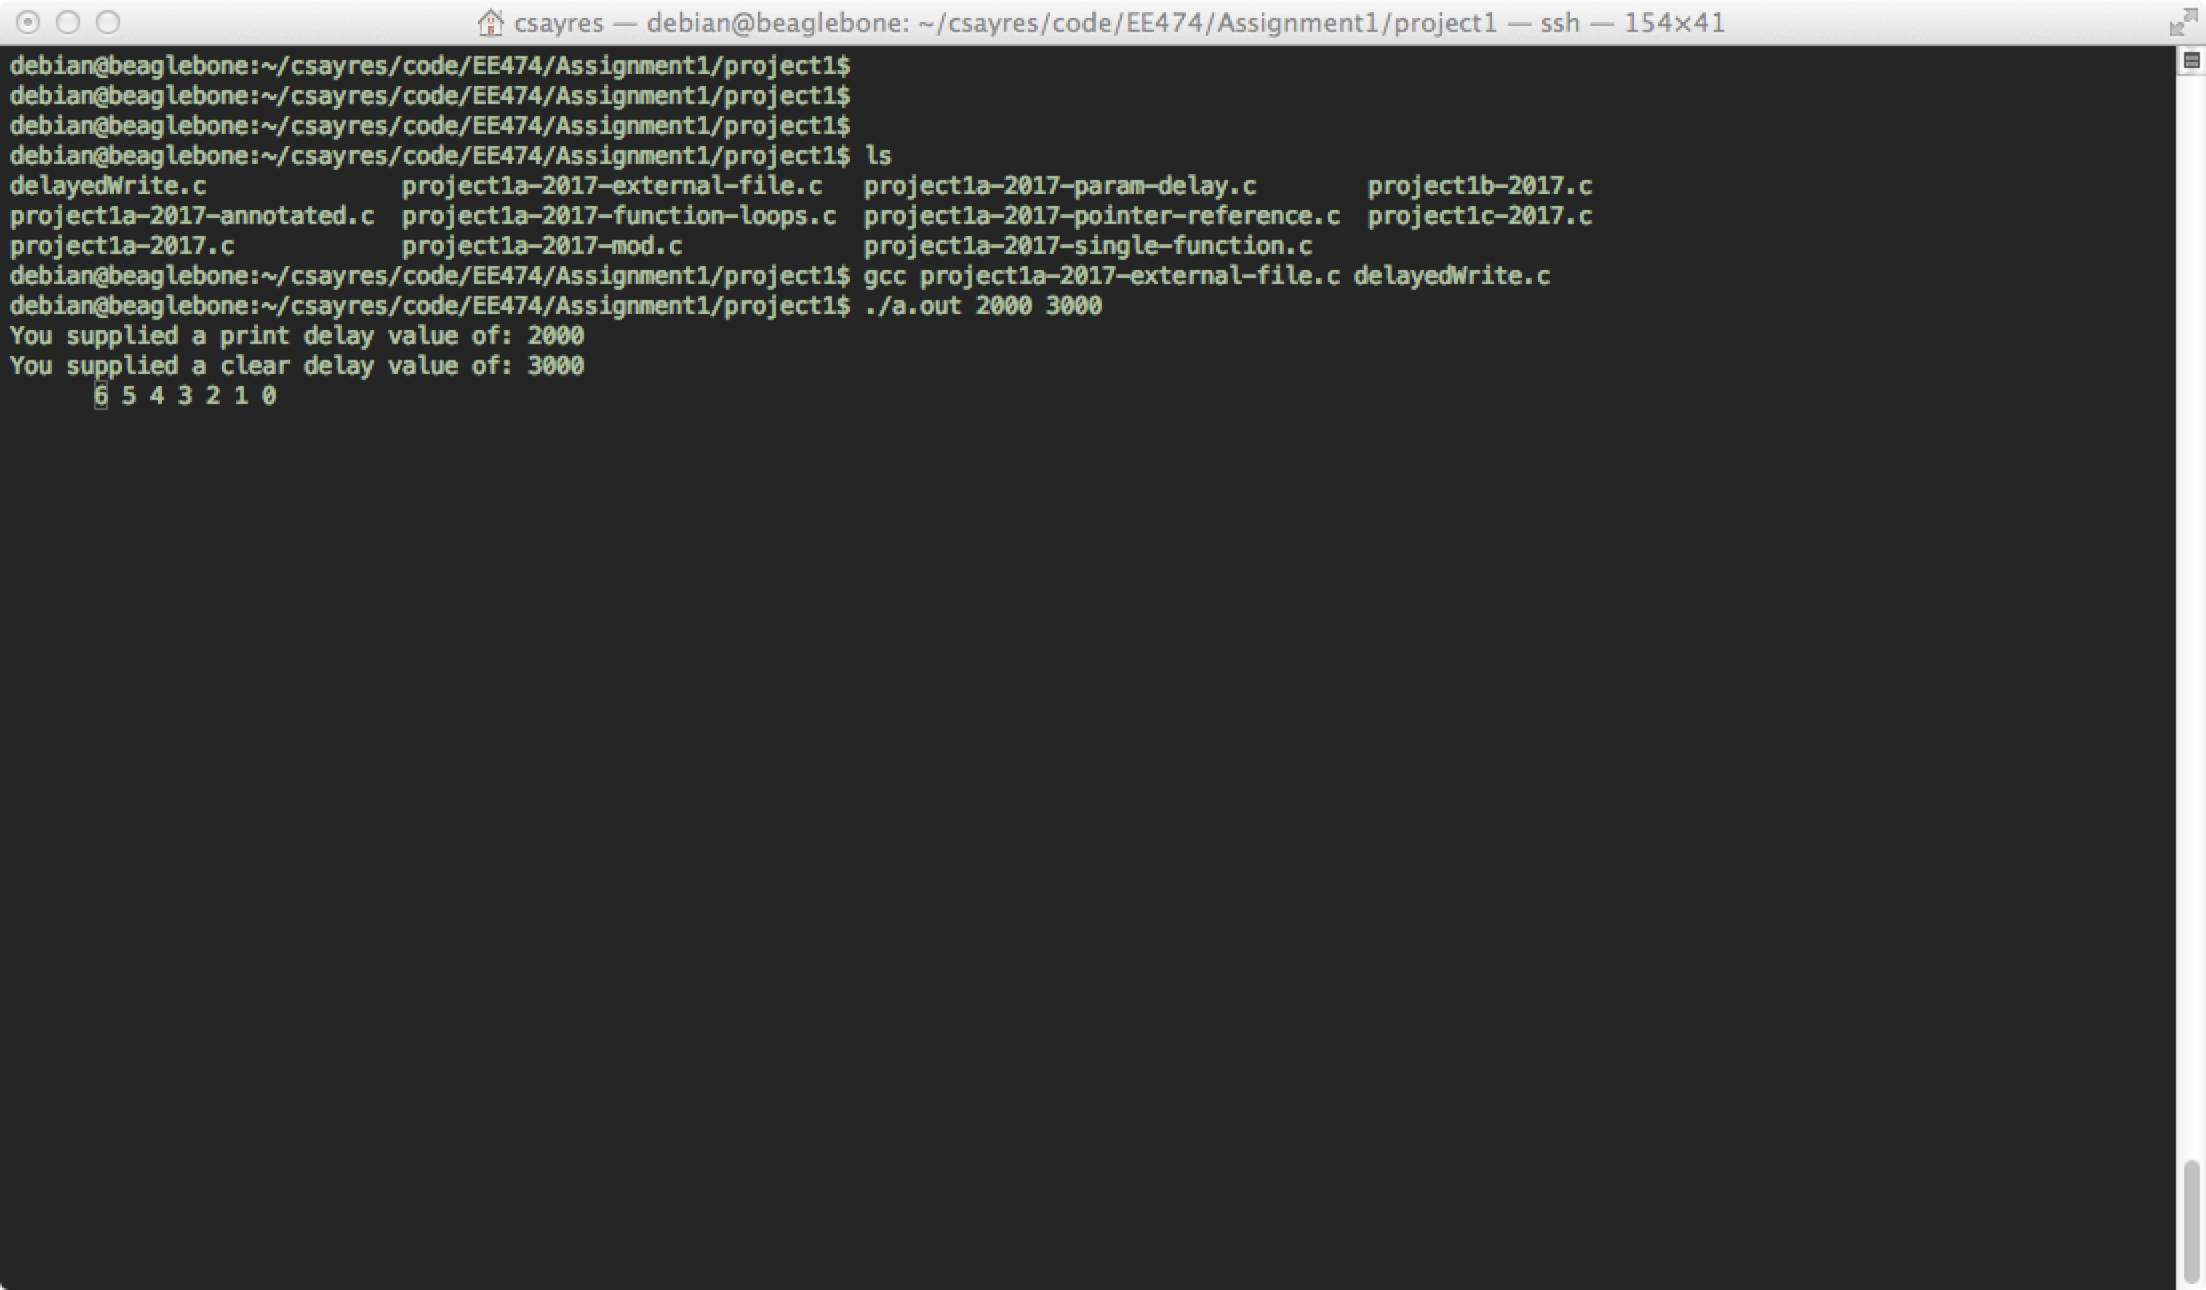 csayres — debian@beaglebone: ~/csayres/code/EE474/Assignment1/project1 — ssh — 154×41
debian@beaglebone:~/csayres/code/EE474/Assignment1/project1$
debian@beaglebone:~/csayres/code/EE474/Assignment1/project1$
debian@beaglebone:~/csayres/code/EE474/Assignment1/project1$
debian@beaglebone:~/csayres/code/EE474/Assignment1/project1$ ls
delayedWrite.c              project1a-2017-external-file.c   project1a-2017-param-delay.c        project1b-2017.c
project1a-2017-annotated.c  project1a-2017-function-loops.c  project1a-2017-pointer-reference.c  project1c-2017.c
project1a-2017.c            project1a-2017-mod.c             project1a-2017-single-function.c
debian@beaglebone:~/csayres/code/EE474/Assignment1/project1$ gcc project1a-2017-external-file.c delayedWrite.c
debian@beaglebone:~/csayres/code/EE474/Assignment1/project1$ ./a.out 2000 3000
You supplied a print delay value of: 2000
You supplied a clear delay value of: 3000
      6 5 4 3 2 1 0